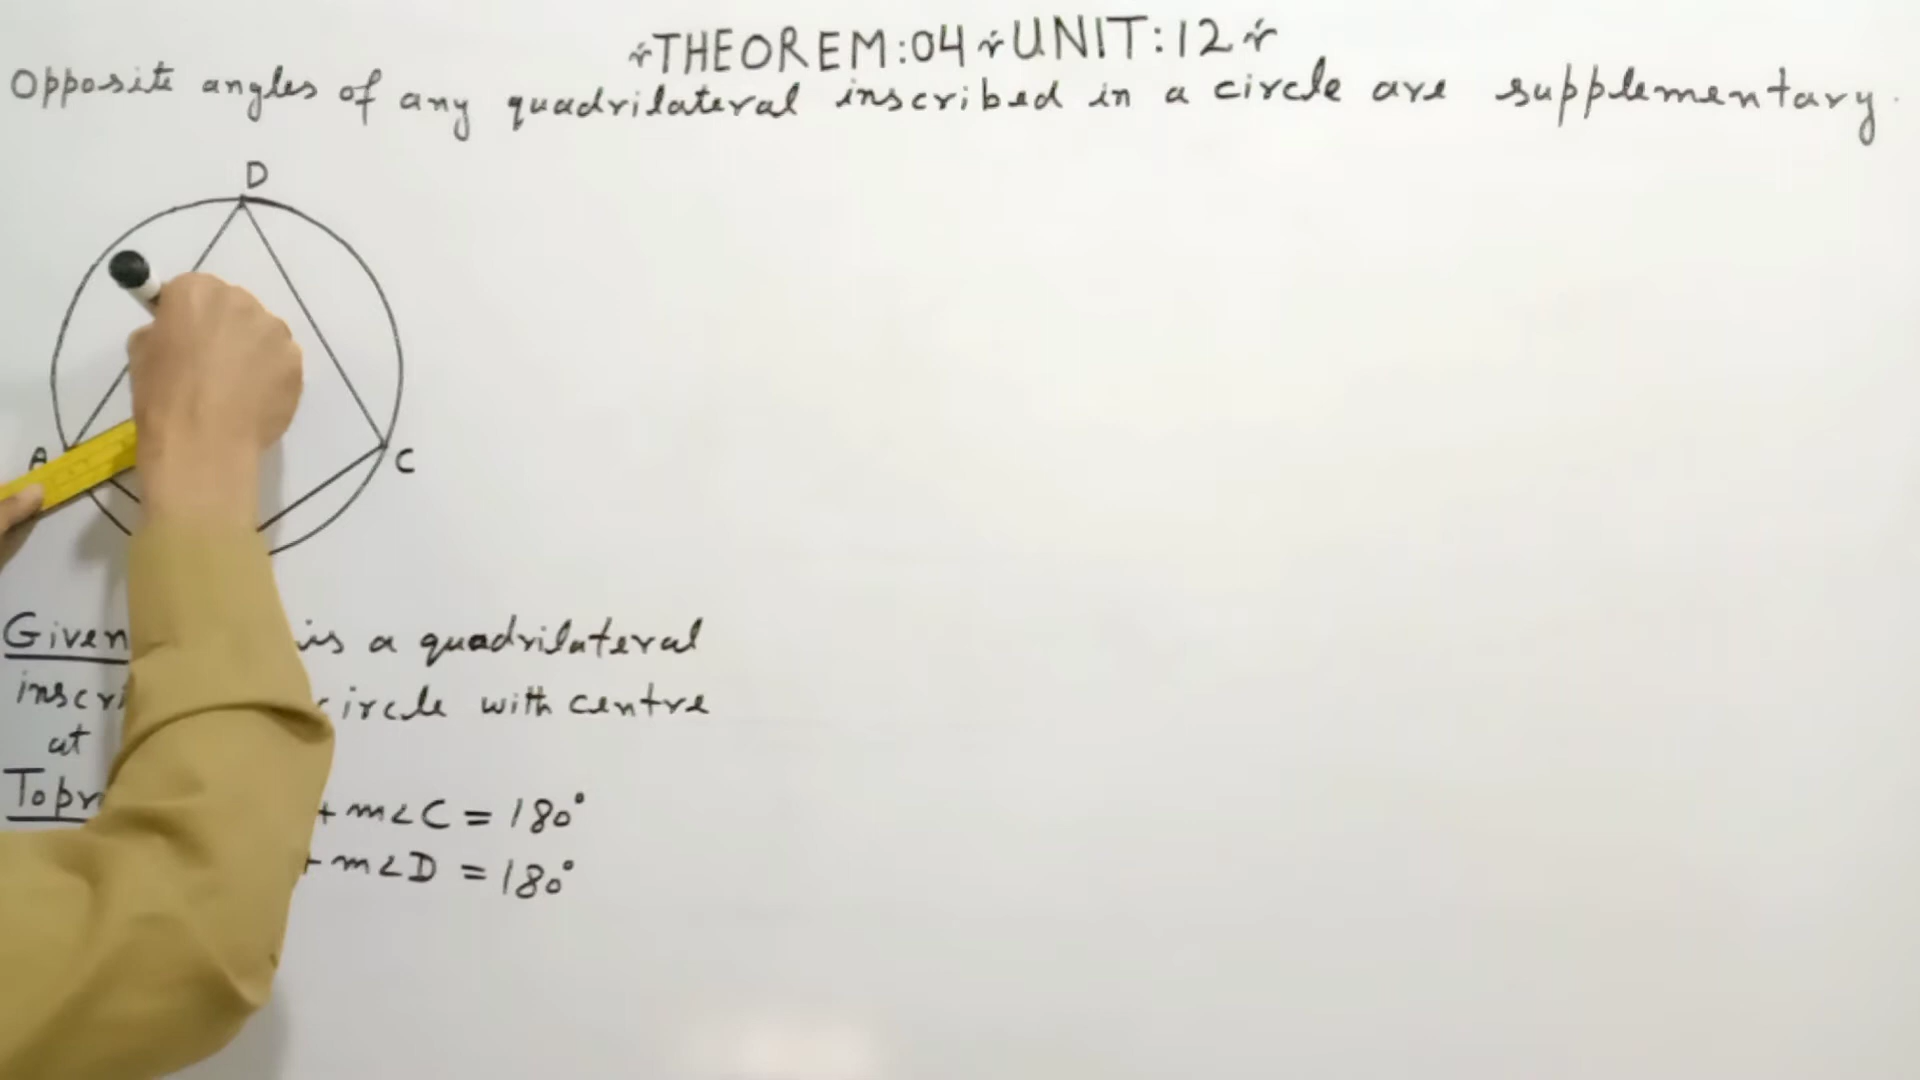 THEOREM:04 UNIT:12
Opposite angles of any quadrilateral inscribed in a circle are supplementary.
D
A
C
Given is a quadrilateral
circle with centre
at
+ m∠C = 180°
+ m∠D = 180°